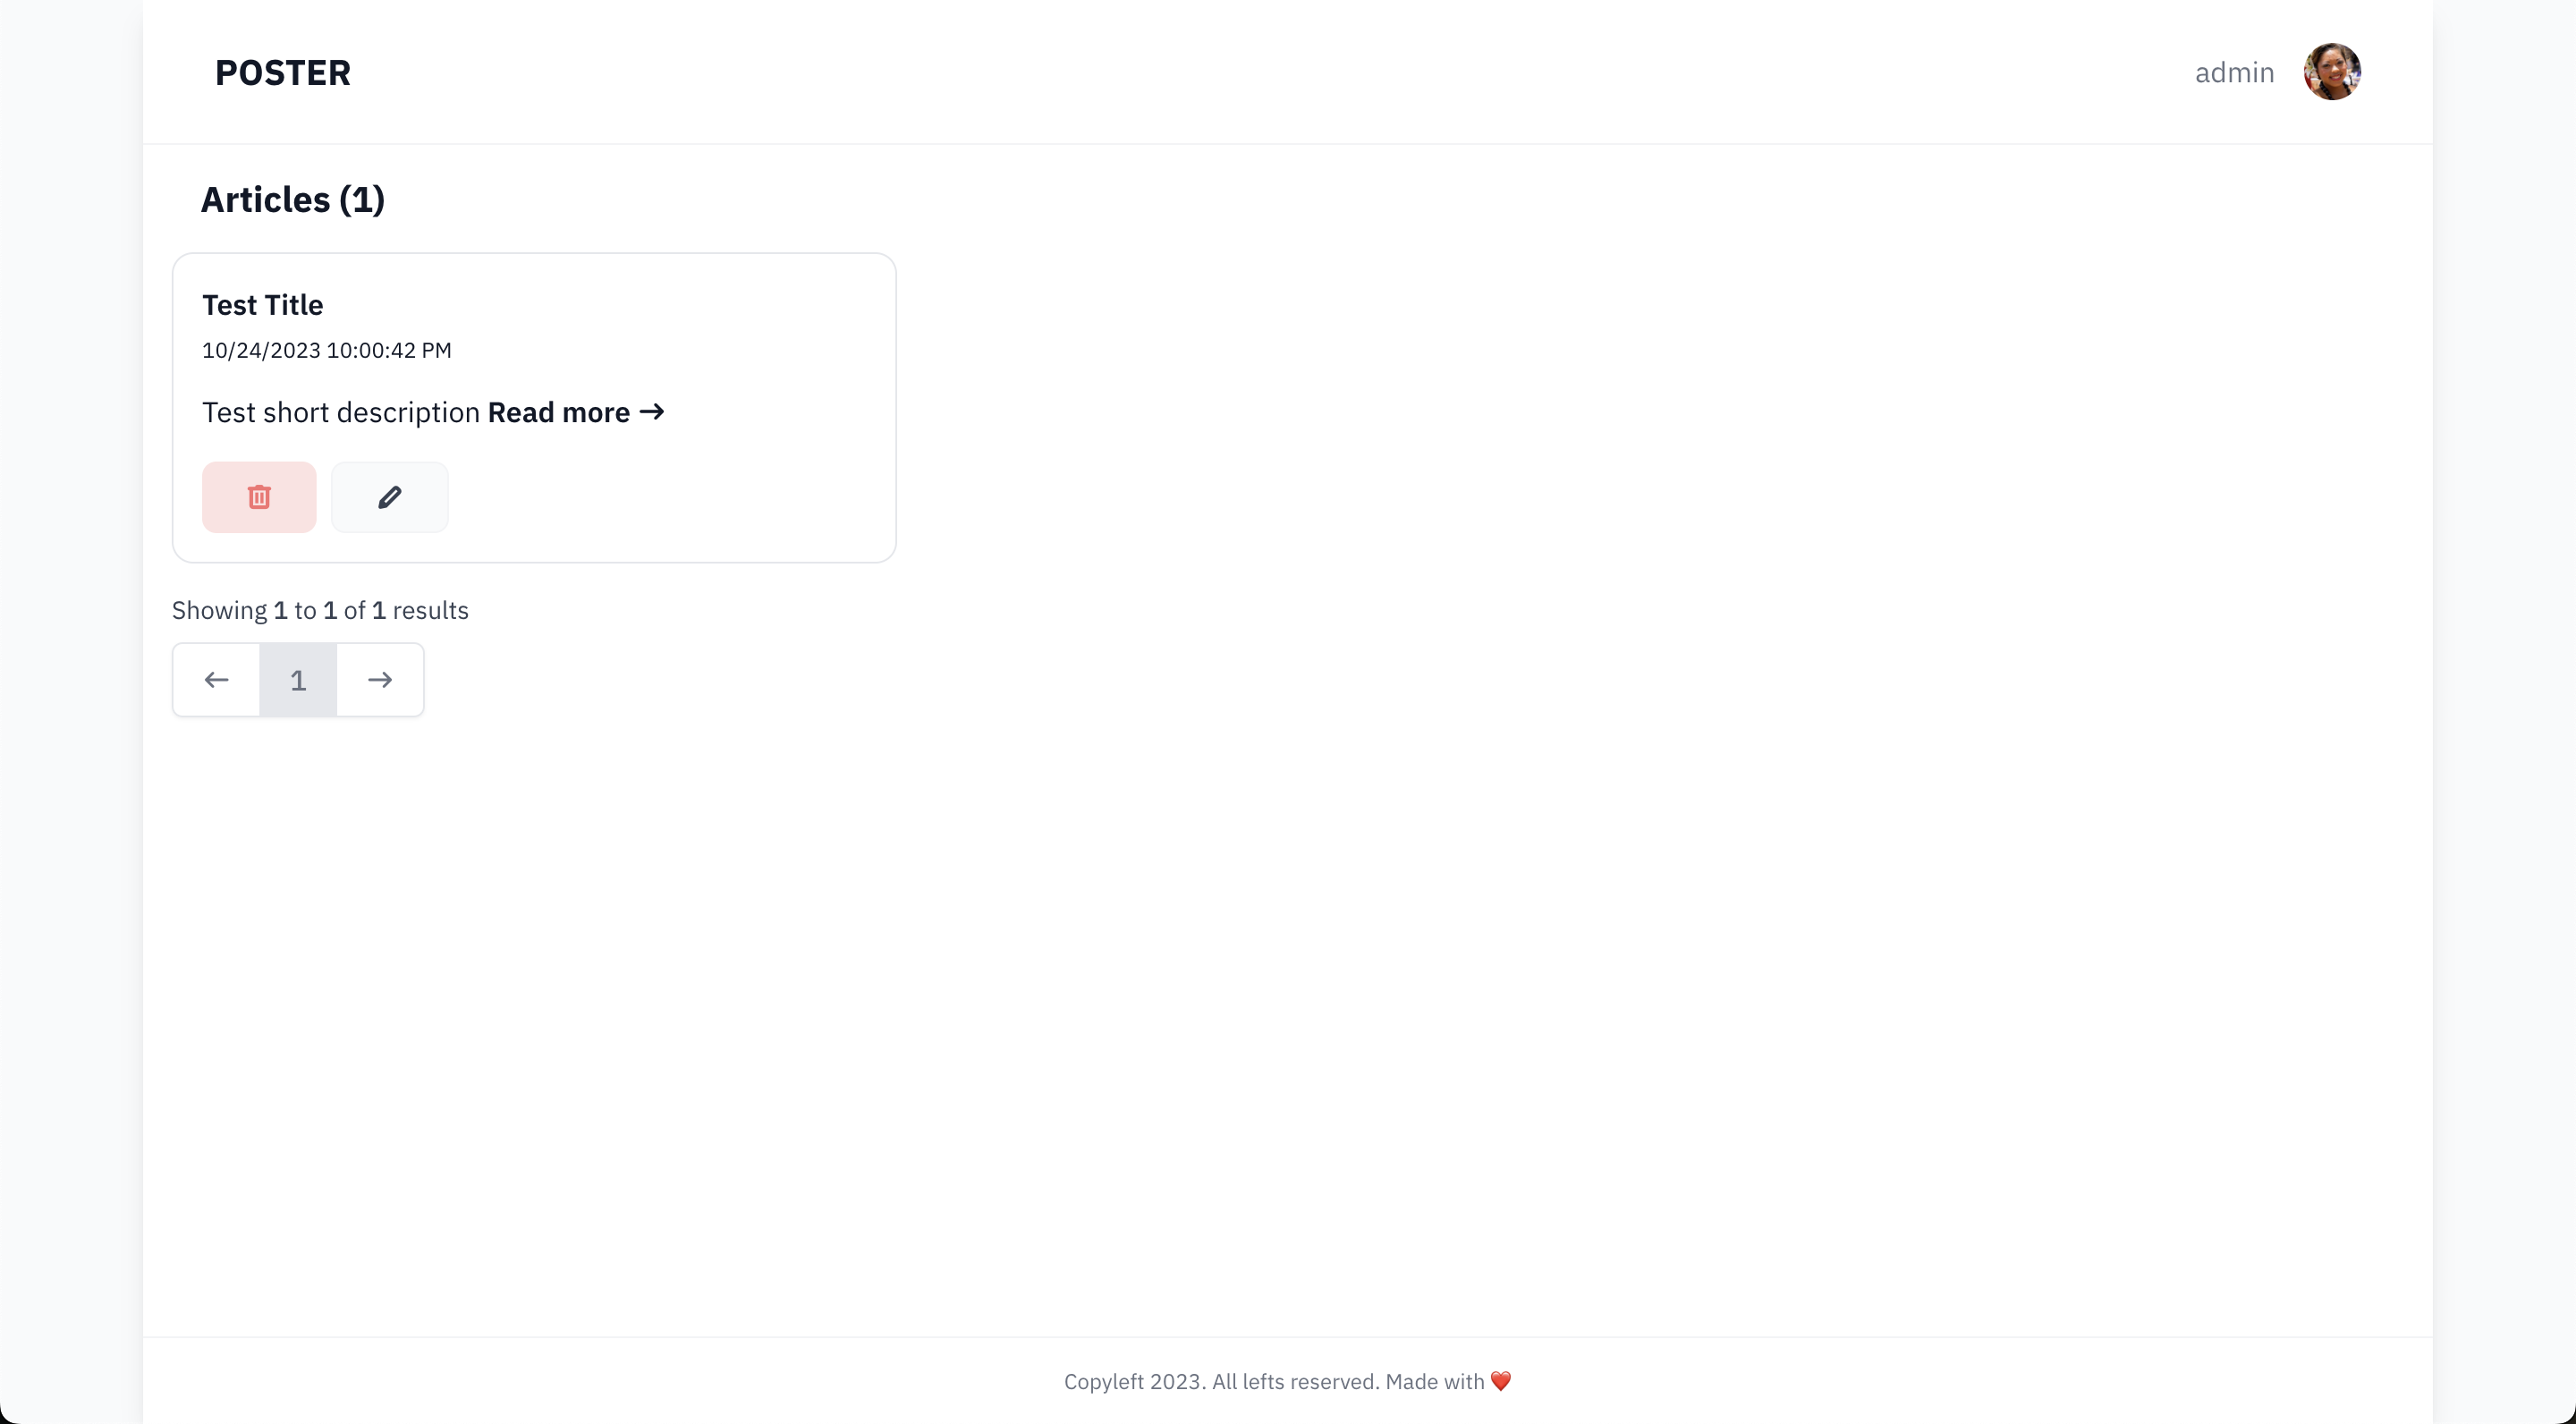 POSTER
admin
Articles (1)
Test Title
10/24/2023 10:00:42 PM
Test short description Read more →
Showing 1 to 1 of 1 results
← 1 →
Copyleft 2023. All lefts reserved. Made with ❤️